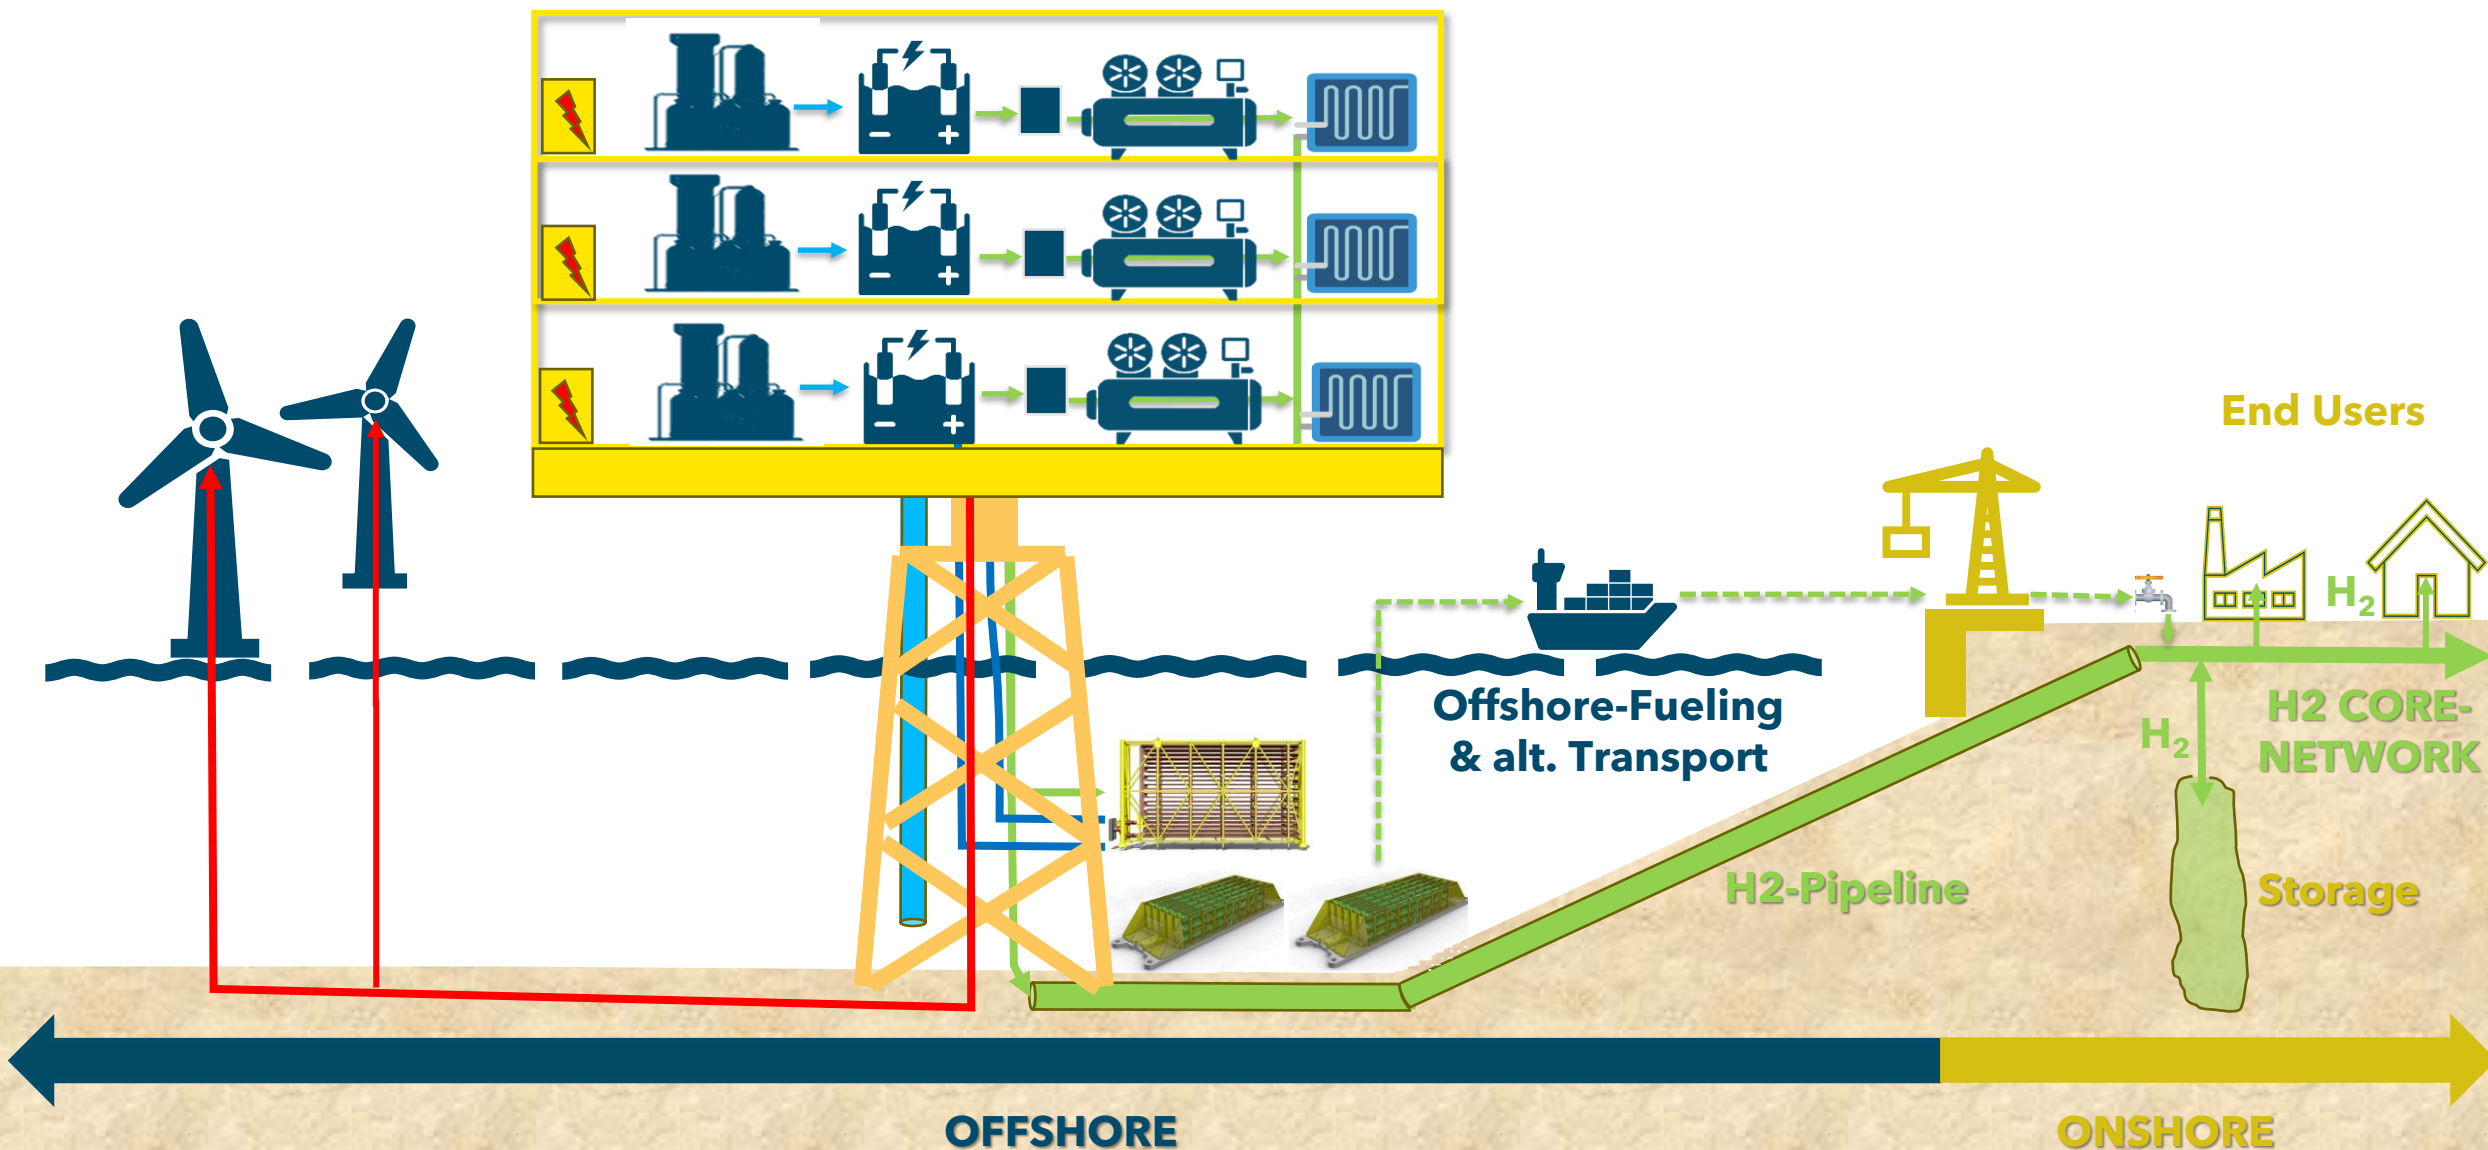 End Users
H₂
Offshore-Fueling
& alt. Transport
H2 CORE-
NETWORK
H₂
H2-Pipeline
Storage
OFFSHORE
ONSHORE